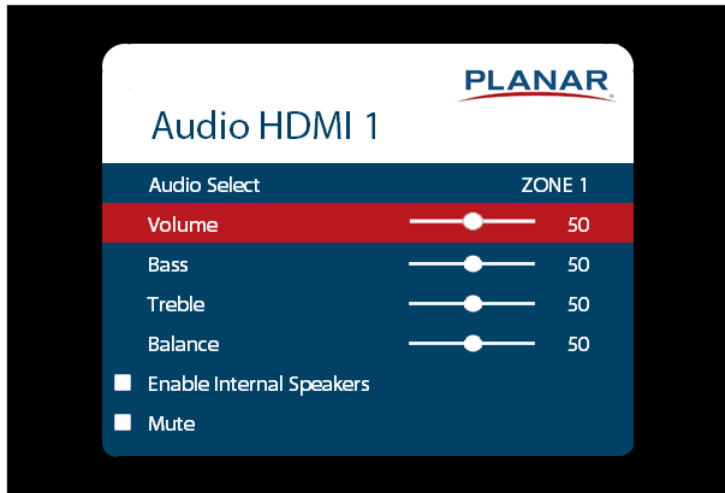 PLANAR
Audio HDMI 1
Audio Select ZONE 1
Volume 50
Bass 50
Treble 50
Balance 50
Enable Internal Speakers
Mute